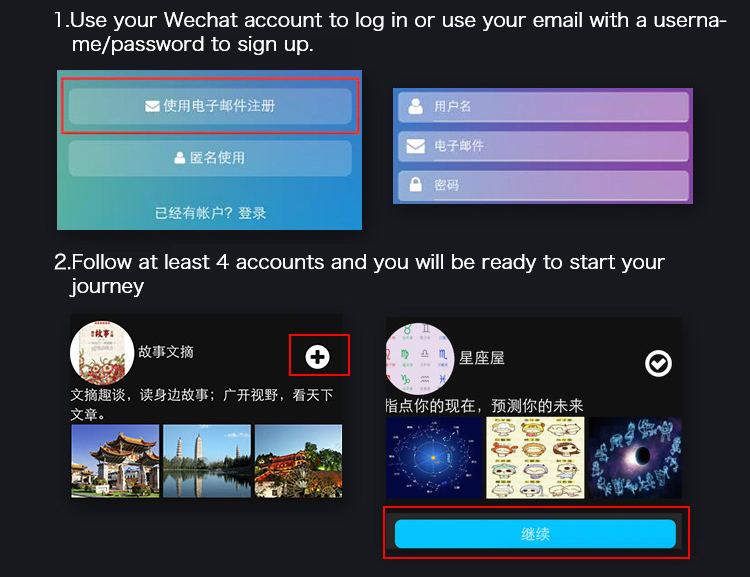 1.Use your Wechat account to log in or use your email with a userna-
me/password to sign up.
使用电子邮件注册
匿名使用
已经有帐户? 登录
用户名
电子邮件
密码
2.Follow at least 4 accounts and you will be ready to start your
journey
故事
故事文摘
文摘趣谈，读身边故事；广开视野，看天下
文章。
星座屋
指点你的现在，预测你的未来
继续